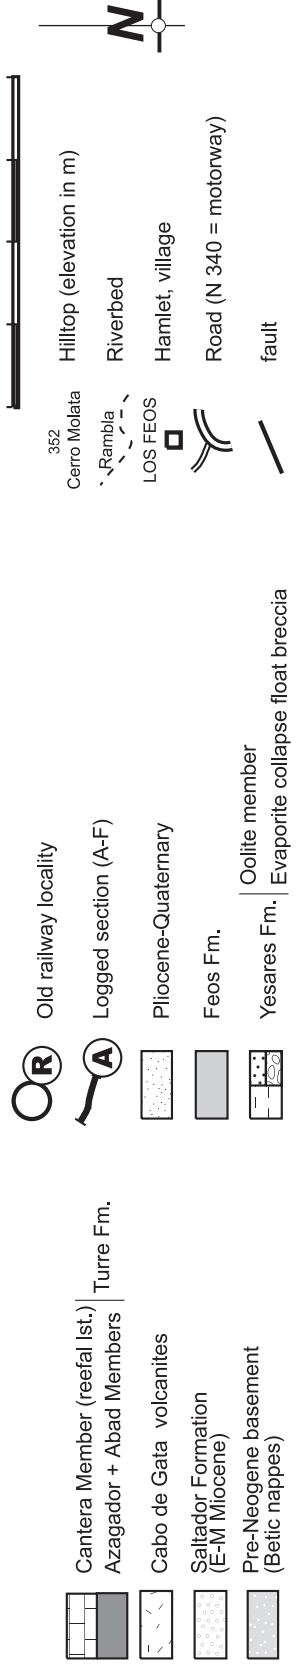 Cantera Member (reefal lst.)
Azagador + Abad Members
Turre Fm.
Cabo de Gata volcanites
Saltador Formation
(E-M Miocene)
Pre-Neogene basement
(Betic nappes)
R
Old railway locality
A
Logged section (A-F)
Pliocene-Quaternary
Feos Fm.
Yesares Fm.
Oolite member
Evaporite collapse float breccia
352
Cerro Molata
Hilltop (elevation in m)
Rambla
Riverbed
LOS FEOS
Hamlet, village
Road (N 340 = motorway)
fault
N